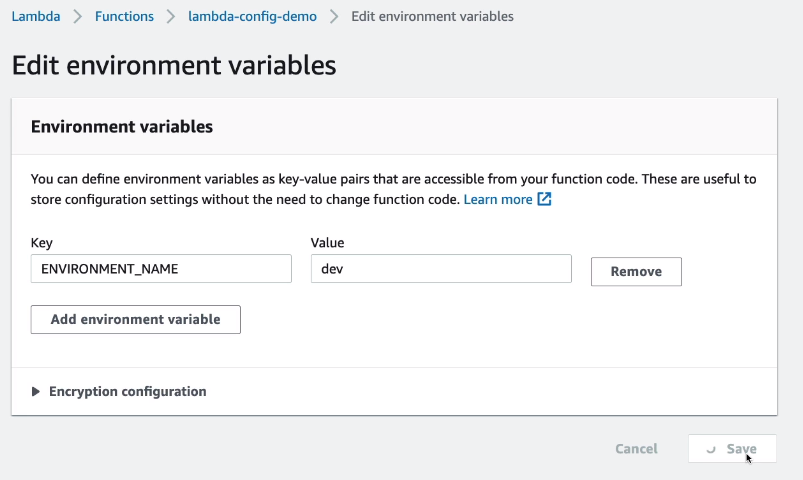 Lambda > Functions > lambda-config-demo > Edit environment variables
Edit environment variables
Environment variables
You can define environment variables as key-value pairs that are accessible from your function code. These are useful to
store configuration settings without the need to change function code. Learn more
Key Value
ENVIRONMENT_NAME dev Remove
Add environment variable
Encryption configuration
Cancel Save